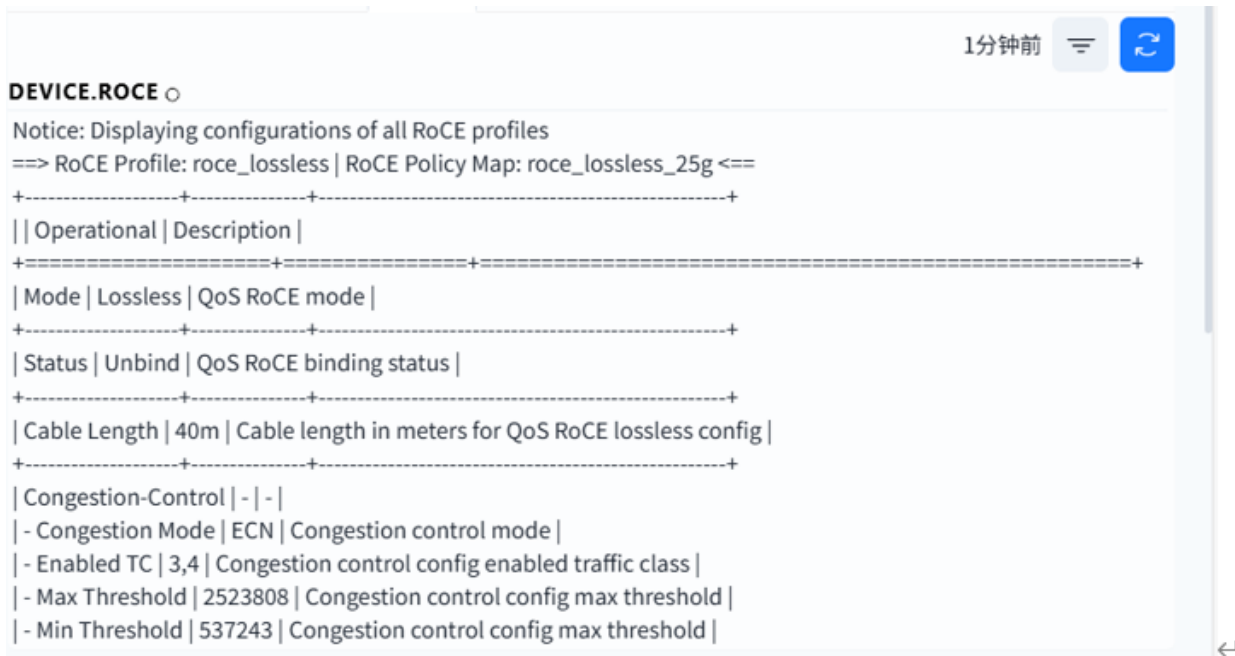 1分钟前
DEVICE.ROCE
Notice: Displaying configurations of all RoCE profiles
==> RoCE Profile: roce_lossless | RoCE Policy Map: roce_lossless_25g <==
+--------------------+---------------+-----------------------------------------------------+
| | Operational | Description |
+====================+===============+=====================================================+
| Mode | Lossless | QoS RoCE mode |
+--------------------+---------------+-----------------------------------------------------+
| Status | Unbind | QoS RoCE binding status |
+--------------------+---------------+-----------------------------------------------------+
| Cable Length | 40m | Cable length in meters for QoS RoCE lossless config |
+--------------------+---------------+-----------------------------------------------------+
| Congestion-Control | - | - |
| - Congestion Mode | ECN | Congestion control mode |
| - Enabled TC | 3,4 | Congestion control config enabled traffic class |
| - Max Threshold | 2523808 | Congestion control config max threshold |
| - Min Threshold | 537243 | Congestion control config max threshold |